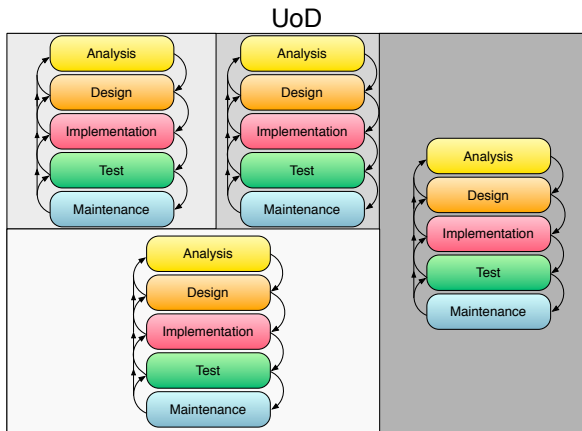 UoD
Analysis
Design
Implementation
Test
Maintenance
Analysis
Design
Implementation
Test
Maintenance
Analysis
Design
Implementation
Test
Maintenance
Analysis
Design
Implementation
Test
Maintenance